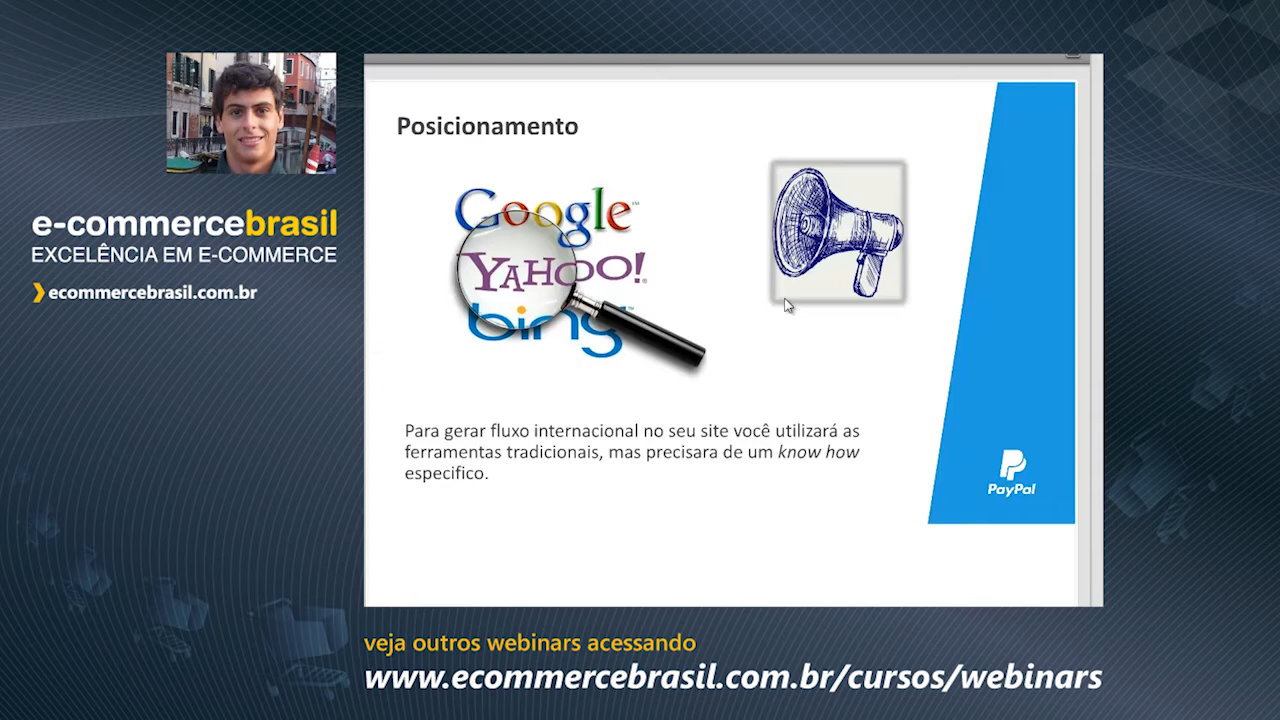 Posicionamento
Google™
YAHOO!®
bing™
Para gerar fluxo internacional no seu site você utilizará as
ferramentas tradicionais, mas precisara de um know how
especifico.
PayPal
e-commercebrasil
EXCELÊNCIA EM E-COMMERCE
ecommercebrasil.com.br
veja outros webinars acessando
www.ecommercebrasil.com.br/cursos/webinars